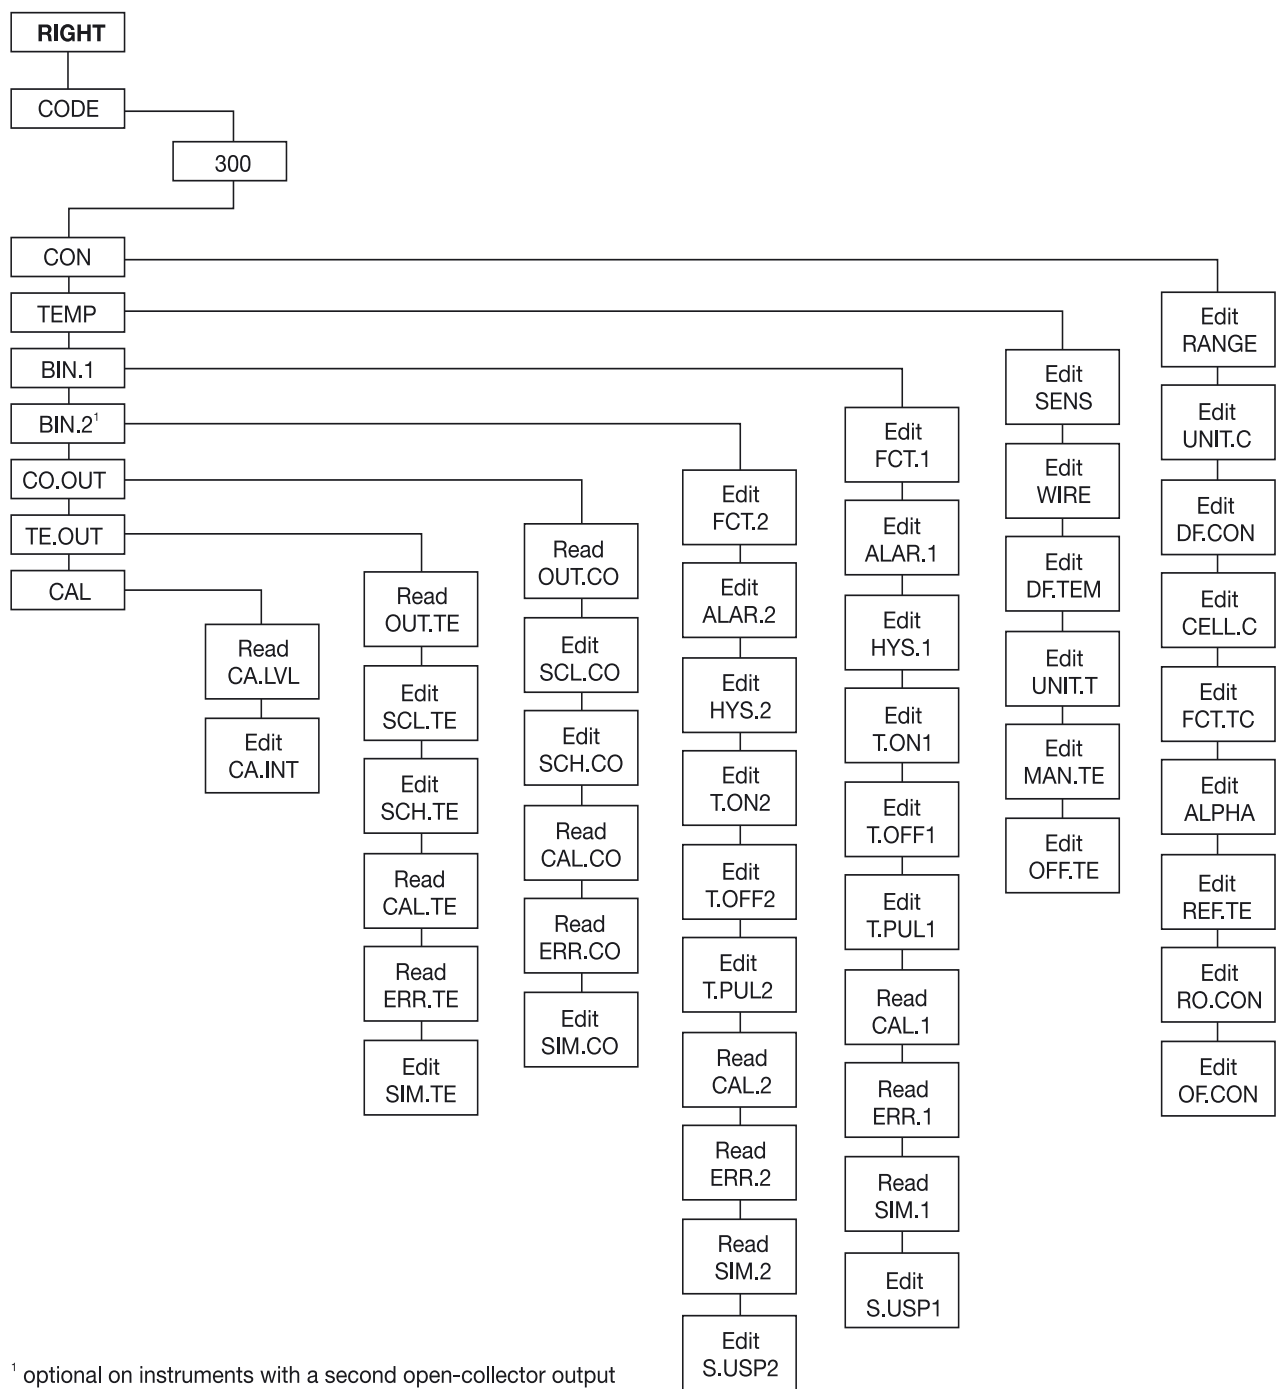 RIGHT
CODE
300
CON
TEMP
BIN.1
BIN.2¹
CO.OUT
TE.OUT
CAL
Read
CA.LVL
Edit
CA.INT
Read
OUT.TE
Edit
SCL.TE
Edit
SCH.TE
Read
CAL.TE
Read
ERR.TE
Edit
SIM.TE
Read
OUT.CO
Edit
SCL.CO
Edit
SCH.CO
Read
CAL.CO
Read
ERR.CO
Edit
SIM.CO
Edit
FCT.2
Edit
ALAR.2
Edit
HYS.2
Edit
T.ON2
Edit
T.OFF2
Edit
T.PUL2
Read
CAL.2
Read
ERR.2
Read
SIM.2
Edit
S.USP2
Edit
FCT.1
Edit
ALAR.1
Edit
HYS.1
Edit
T.ON1
Edit
T.OFF1
Edit
T.PUL1
Read
CAL.1
Read
ERR.1
Read
SIM.1
Edit
S.USP1
Edit
SENS
Edit
WIRE
Edit
DF.TEM
Edit
UNIT.T
Edit
MAN.TE
Edit
OFF.TE
Edit
RANGE
Edit
UNIT.C
Edit
DF.CON
Edit
CELL.C
Edit
FCT.TC
Edit
ALPHA
Edit
REF.TE
Edit
RO.CON
Edit
OF.CON
¹ optional on instruments with a second open-collector output